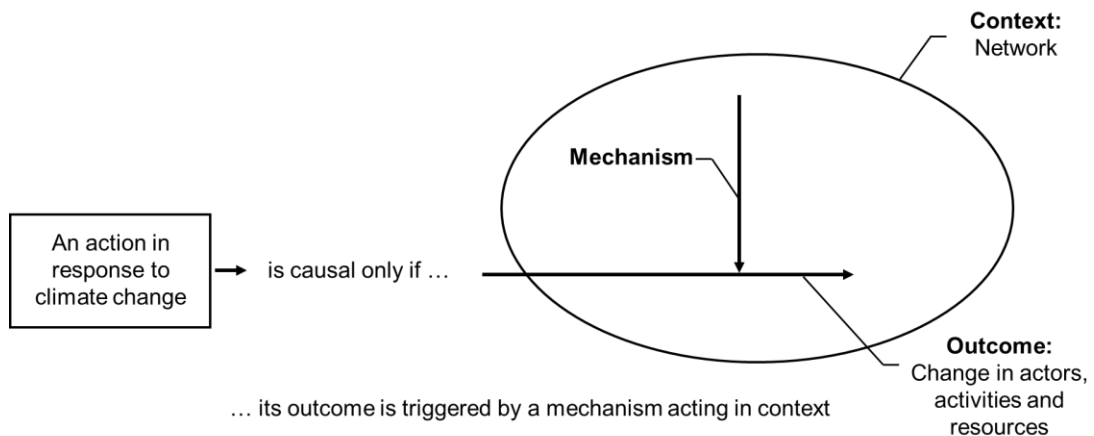 Context:
Network
Mechanism
An action in
response to
climate change
is causal only if …
Outcome:
Change in actors,
activities and
resources
… its outcome is triggered by a mechanism acting in context